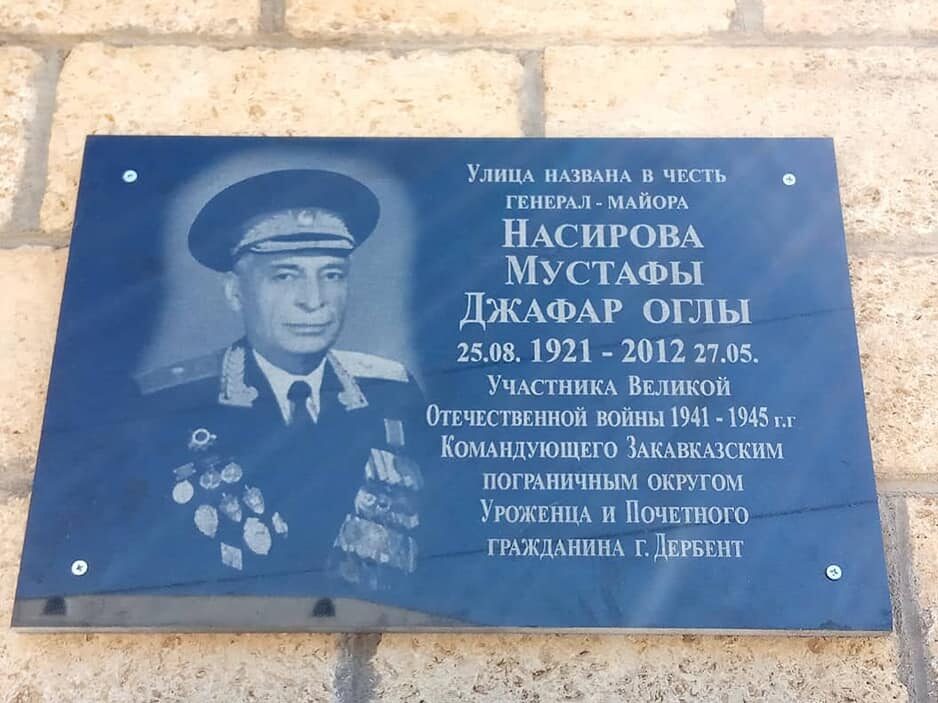 Улица названа в честь
генерал - майора
Насирова
Мустафы
Джафар оглы
25.08. 1921 - 2012 27.05.
Участника Великой
Отечественной войны 1941 - 1945 г.г
Командующего Закавказским
пограничным округом
Уроженца и Почетного
гражданина г. Дербент